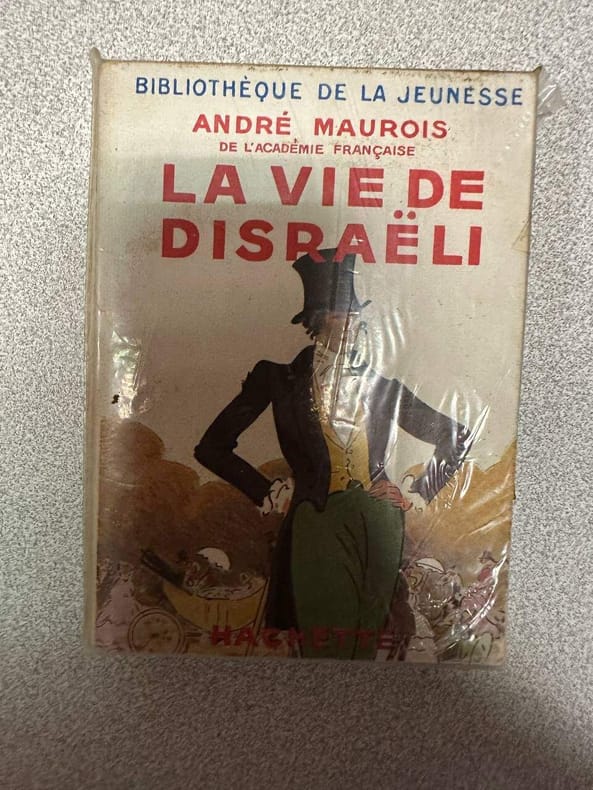 BIBLIOTHÈQUE DE LA JEUNESSE
ANDRÉ MAUROIS
DE L'ACADÉMIE FRANÇAISE
LA VIE DE
DISRAËLI
HACHETTE